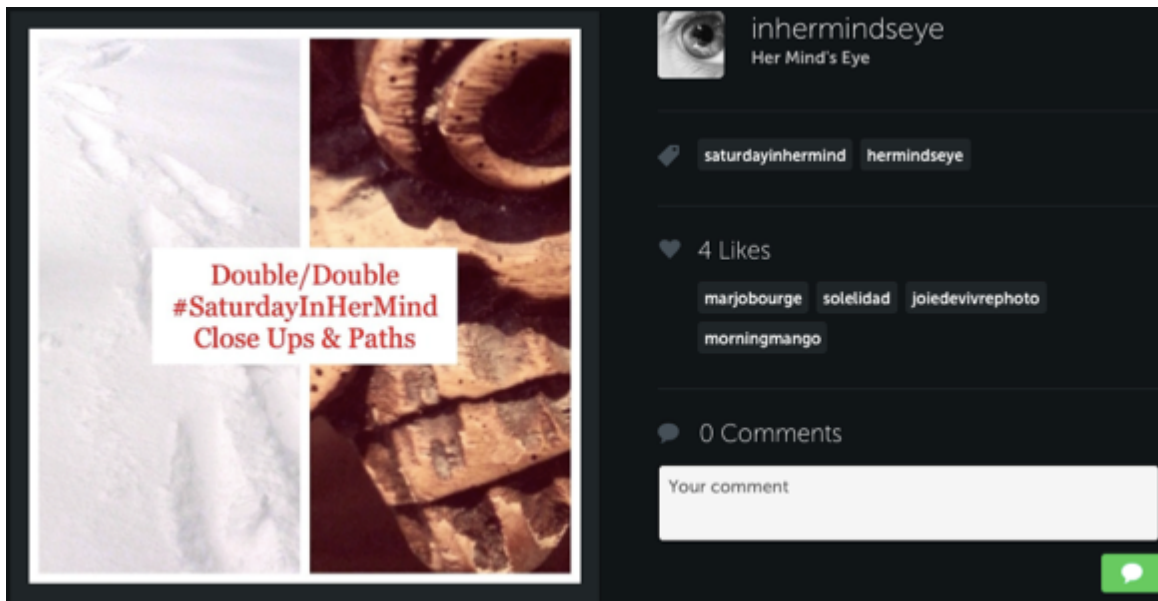 Double/Double
#SaturdayInHerMind
Close Ups & Paths
inhermindseye
Her Mind's Eye
saturdayinhermind hermindseye
4 Likes
marjobourge solelidad joiedevivrephoto
morningmango
0 Comments
Your comment